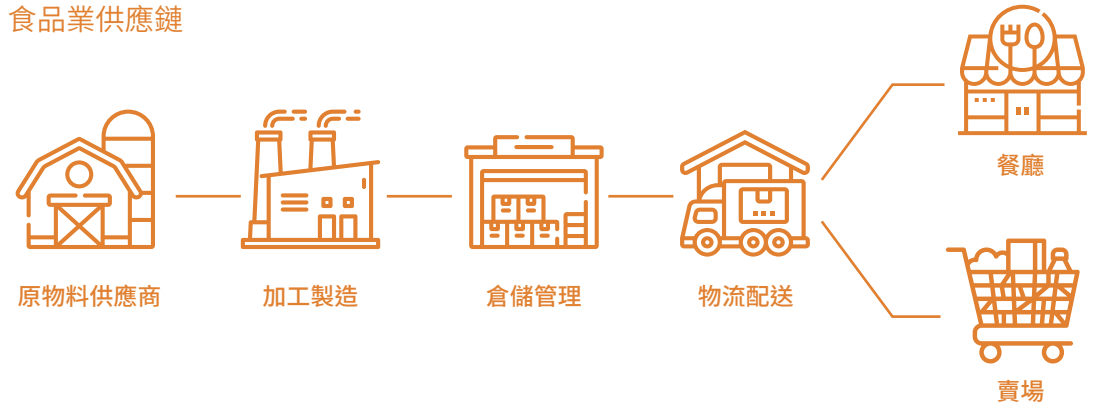 食品業供應鏈
原物料供應商
加工製造
倉儲管理
物流配送
餐廳
賣場